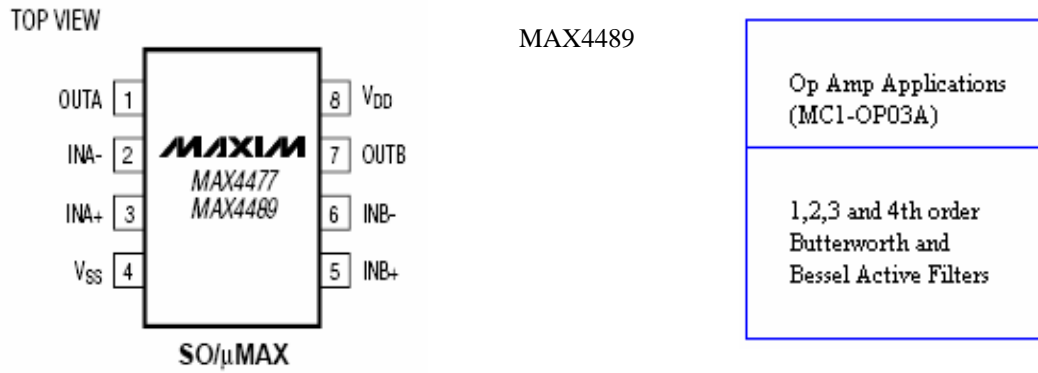 TOP VIEW
OUTA 1
INA- 2
INA+ 3
VSS 4
MAXIM
MAX4477
MAX4489
8 VDD
7 OUTB
6 INB-
5 INB+
SO/μMAX
MAX4489
Op Amp Applications
(MC1-OP03A)
1,2,3 and 4th order
Butterworth and
Bessel Active Filters